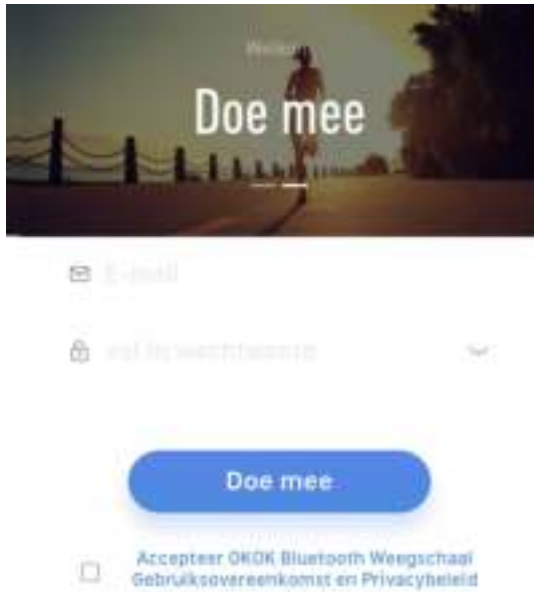 Doe mee
E-mail
Doe mee
Accepteer OKOK Bluetooth Weegschaal
Gebruiksovereenkomst en Privacybeleid